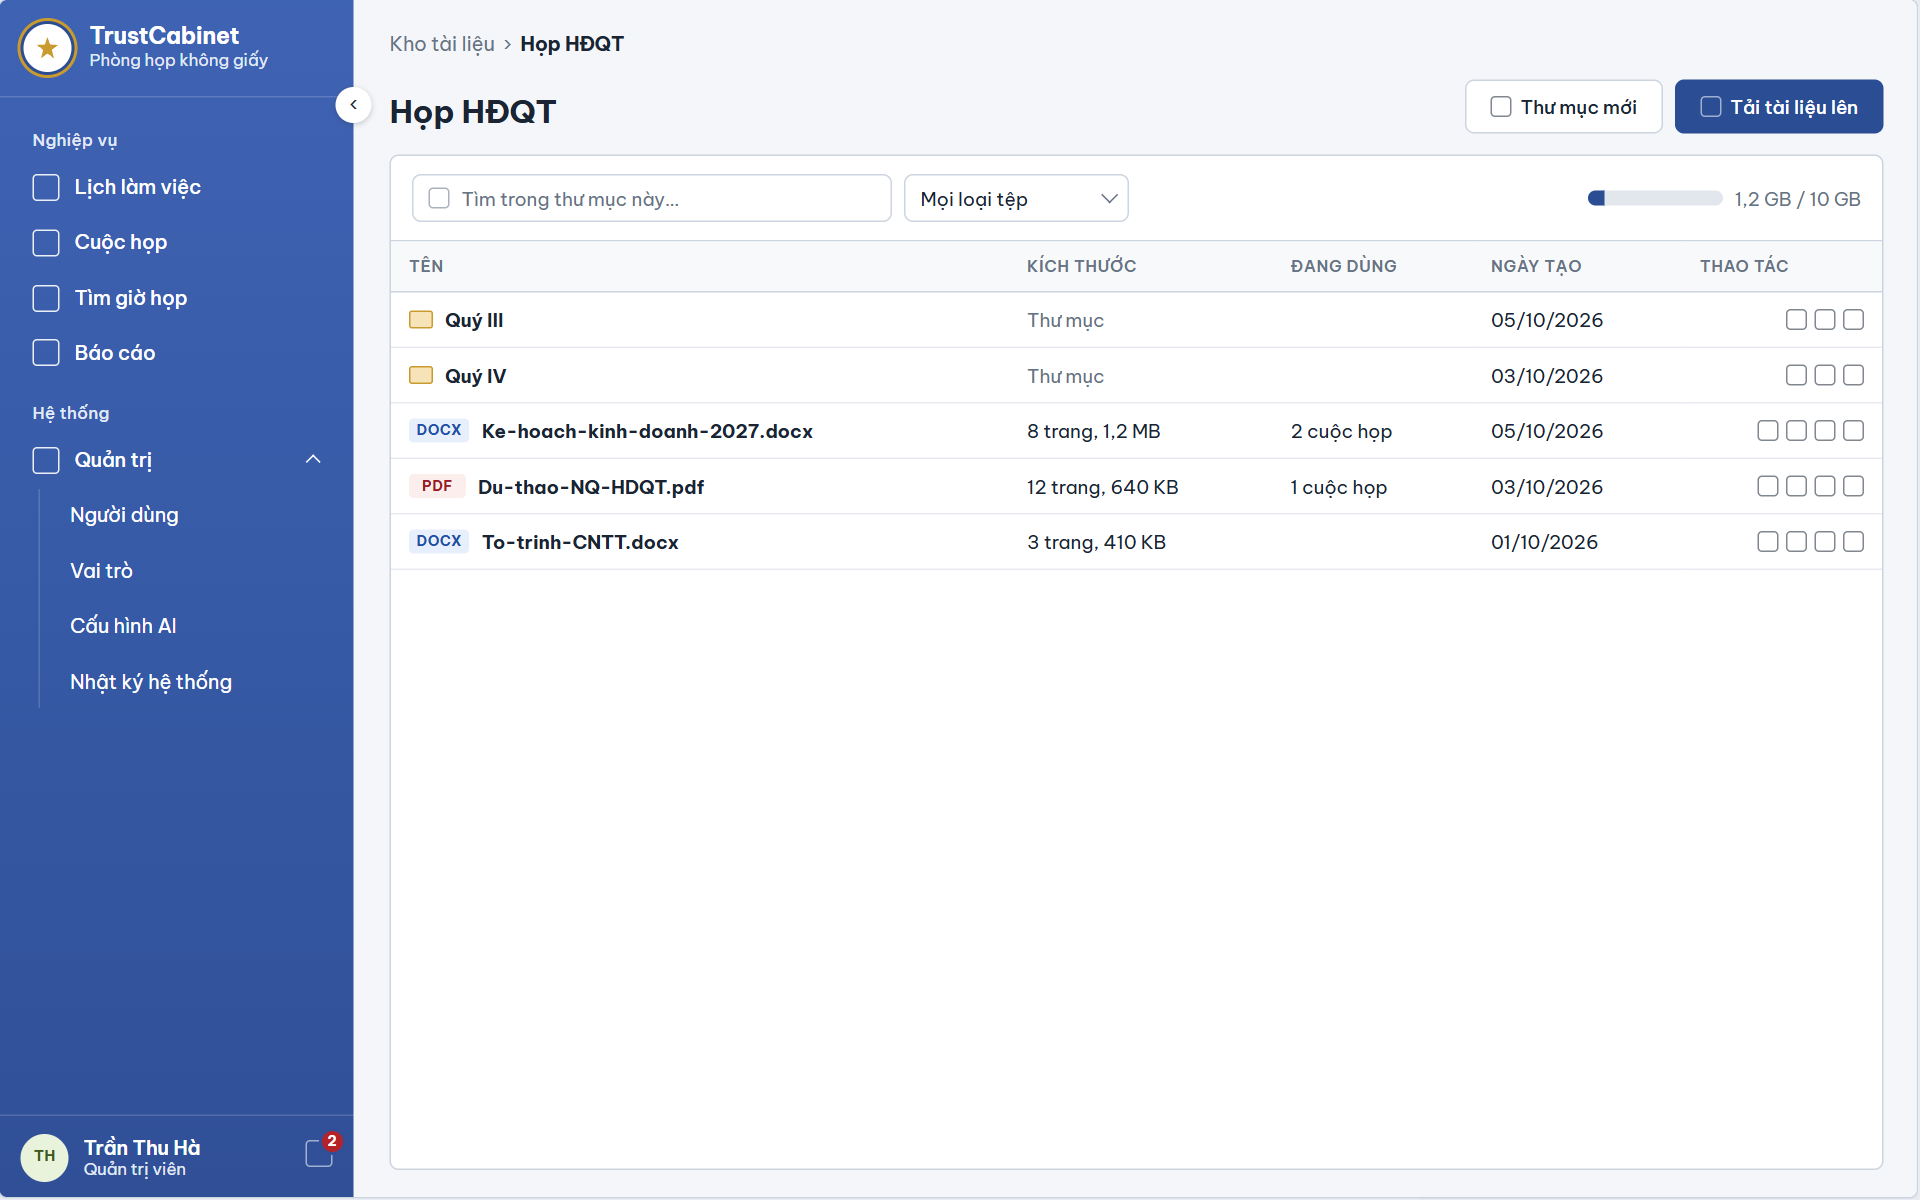 TrustCabinet
Phòng họp không giấy
Nghiệp vụ
Lịch làm việc
Cuộc họp
Tìm giờ họp
Báo cáo
Hệ thống
Quản trị
Người dùng
Vai trò
Cấu hình AI
Nhật ký hệ thống
TH
Trần Thu Hà
Quản trị viên
2
Kho tài liệu › Họp HĐQT
Họp HĐQT
Thư mục mới
Tải tài liệu lên
Tìm trong thư mục này...
Mọi loại tệp
1,2 GB / 10 GB
TÊN KÍCH THƯỚC ĐANG DÙNG NGÀY TẠO THAO TÁC
Quý III Thư mục 05/10/2026
Quý IV Thư mục 03/10/2026
DOCX Ke-hoach-kinh-doanh-2027.docx 8 trang, 1,2 MB 2 cuộc họp 05/10/2026
PDF Du-thao-NQ-HDQT.pdf 12 trang, 640 KB 1 cuộc họp 03/10/2026
DOCX To-trinh-CNTT.docx 3 trang, 410 KB 01/10/2026